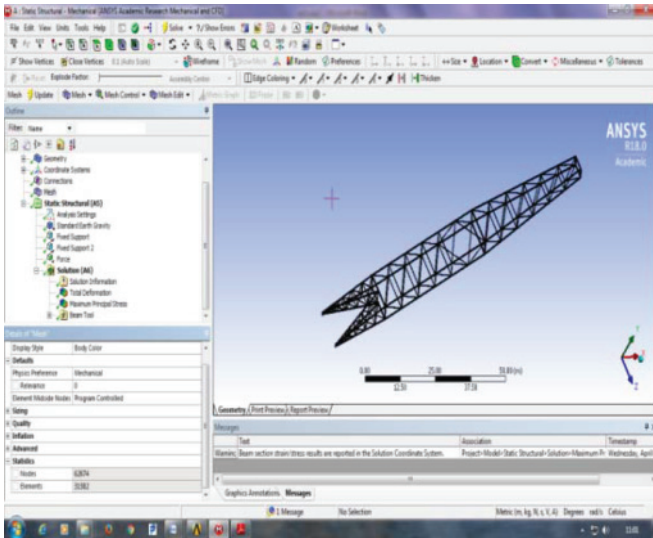 A : Static Structural - Mechanical [ANSYS Academic Research Mechanical and CFD]
File Edit View Units Tools Help Solve Show Errors Worksheet
Show Vertices Close Vertices Wireframe Show Mesh Random Preferences Size Location Convert Miscellaneous Tolerances
Explode Factor: Assembly Center Edge Coloring Thicken
Mesh Update Mesh Mesh Control Mesh Edit
Outline
Filter: Name
Geometry
Coordinate Systems
Connections
Mesh
Static Structural (A5)
Analysis Settings
Standard Earth Gravity
Fixed Support
Fixed Support 2
Force
Solution (A6)
Solution Information
Total Deformation
Maximum Principal Stress
Beam Tool
ANSYS
R18.0
Academic
Details of "Mesh"
Display Style Body Color
Defaults
Physics Preference Mechanical
Relevance 0
Element Midside Nodes Program Controlled
Sizing
Quality
Inflation
Advanced
Statistics
Nodes
Elements
0.00 25.00 50.00 (m)
12.50 37.50
Geometry Print Preview Report Preview
Messages
Text Association Timestamp
Warning Beam section strain/stress results are reported in the Solution Coordinate System. Project>Model>Static Structural>Solution>Maximum Pr Wednesday, April
Graphics Annotations Messages
1 Message No Selection Metric (m, kg, N, s, V, A) Degrees rad/s Celsius